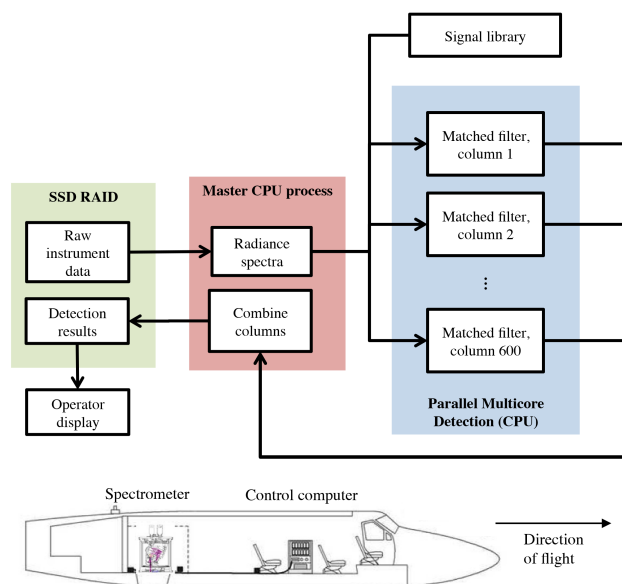 Signal library
Matched filter,
column 1
SSD RAID
Master CPU process
Raw
instrument
data
Radiance
spectra
Matched filter,
column 2
...
Detection
results
Combine
columns
Matched filter,
column 600
Operator
display
Parallel Multicore
Detection (CPU)
Spectrometer
Control computer
Direction
of flight